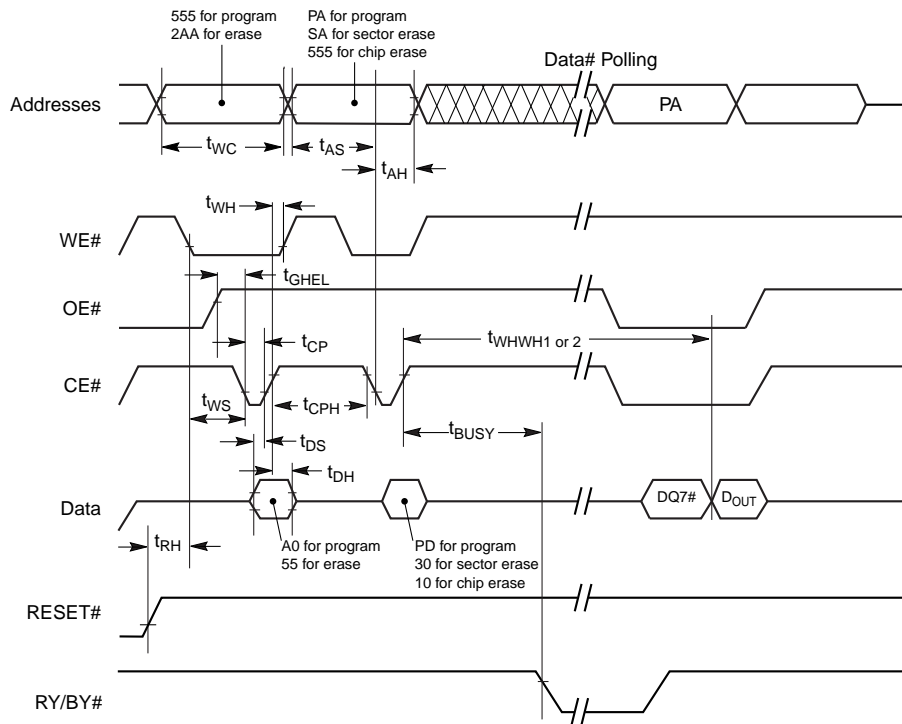 555 for program
2AA for erase
PA for program
SA for sector erase
555 for chip erase
Data# Polling
Addresses
PA
tWC
tAS
tAH
tWH
WE#
tGHEL
OE#
tCP
tWHWH1 or 2
CE#
tWS
tCPH
tBUSY
tDS
tDH
Data
DQ7#
DOUT
tRH
A0 for program
55 for erase
PD for program
30 for sector erase
10 for chip erase
RESET#
RY/BY#